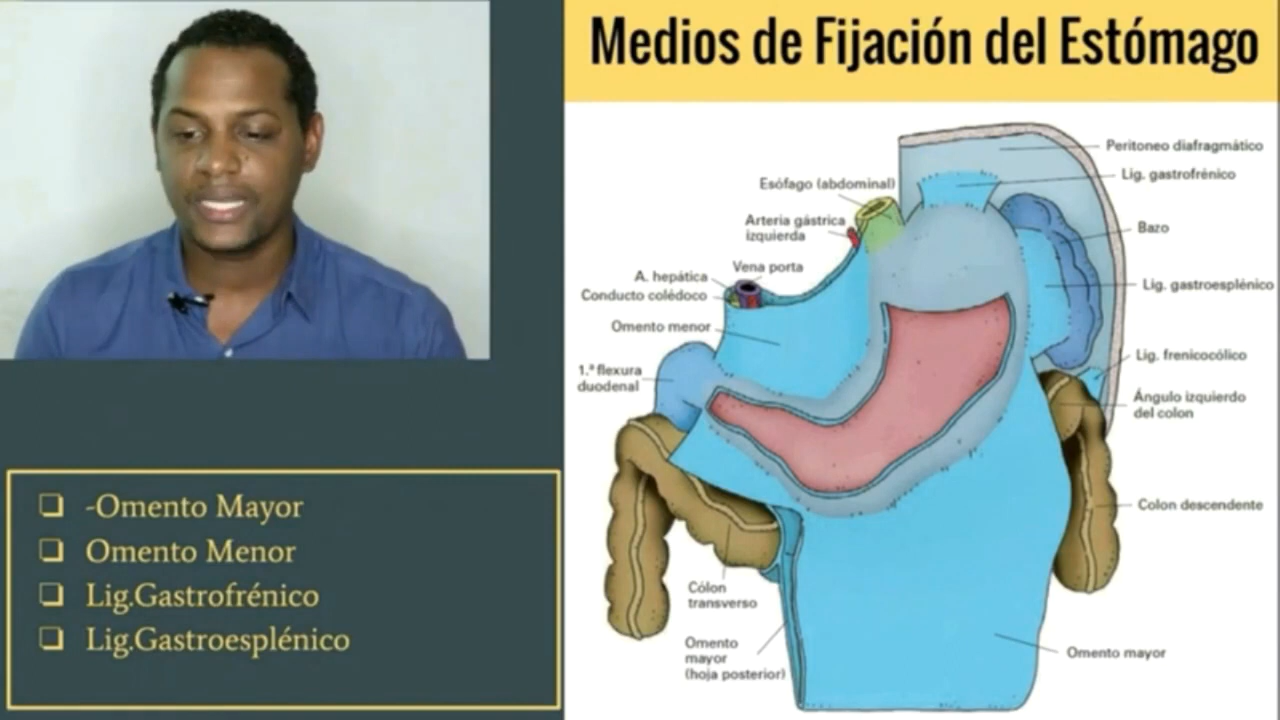 Medios de Fijación del Estómago
Peritoneo diafragmático
Lig. gastrofrénico
Esófago (abdominal)
Arteria gástrica
izquierda
Bazo
Vena porta
A. hepática
Conducto colédoco
Lig. gastroesplénico
Omento menor
Lig. frenicocólico
1.ª flexura
duodenal
Ángulo izquierdo
del colon
Colon descendente
Cólon
transverso
Omento
mayor
(hoja posterior)
Omento mayor
❑ -Omento Mayor
❑ Omento Menor
❑ Lig.Gastrofrénico
❑ Lig.Gastroesplénico